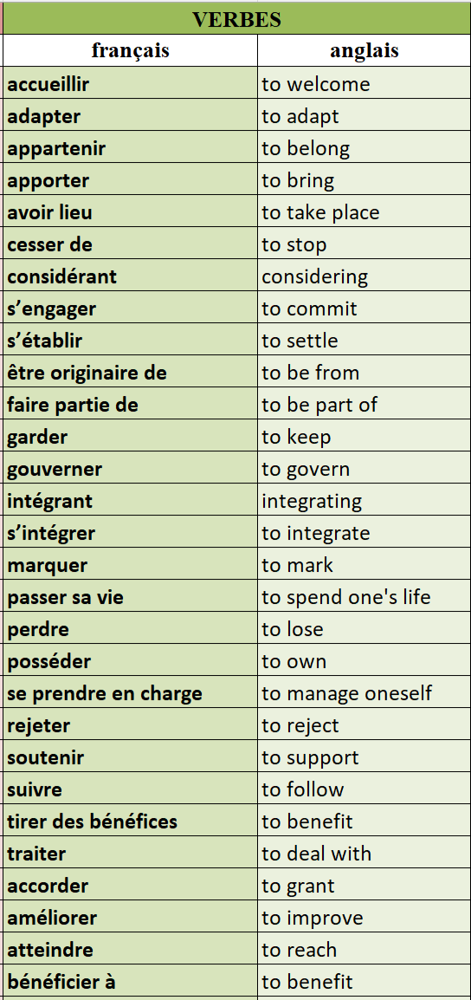 VERBES
français anglais
accueillir to welcome
adapter to adapt
appartenir to belong
apporter to bring
avoir lieu to take place
cesser de to stop
considérant considering
s’engager to commit
s’établir to settle
être originaire de to be from
faire partie de to be part of
garder to keep
gouverner to govern
intégrant integrating
s’intégrer to integrate
marquer to mark
passer sa vie to spend one's life
perdre to lose
posséder to own
se prendre en charge to manage oneself
rejeter to reject
soutenir to support
suivre to follow
tirer des bénéfices to benefit
traiter to deal with
accorder to grant
améliorer to improve
atteindre to reach
bénéficier à to benefit